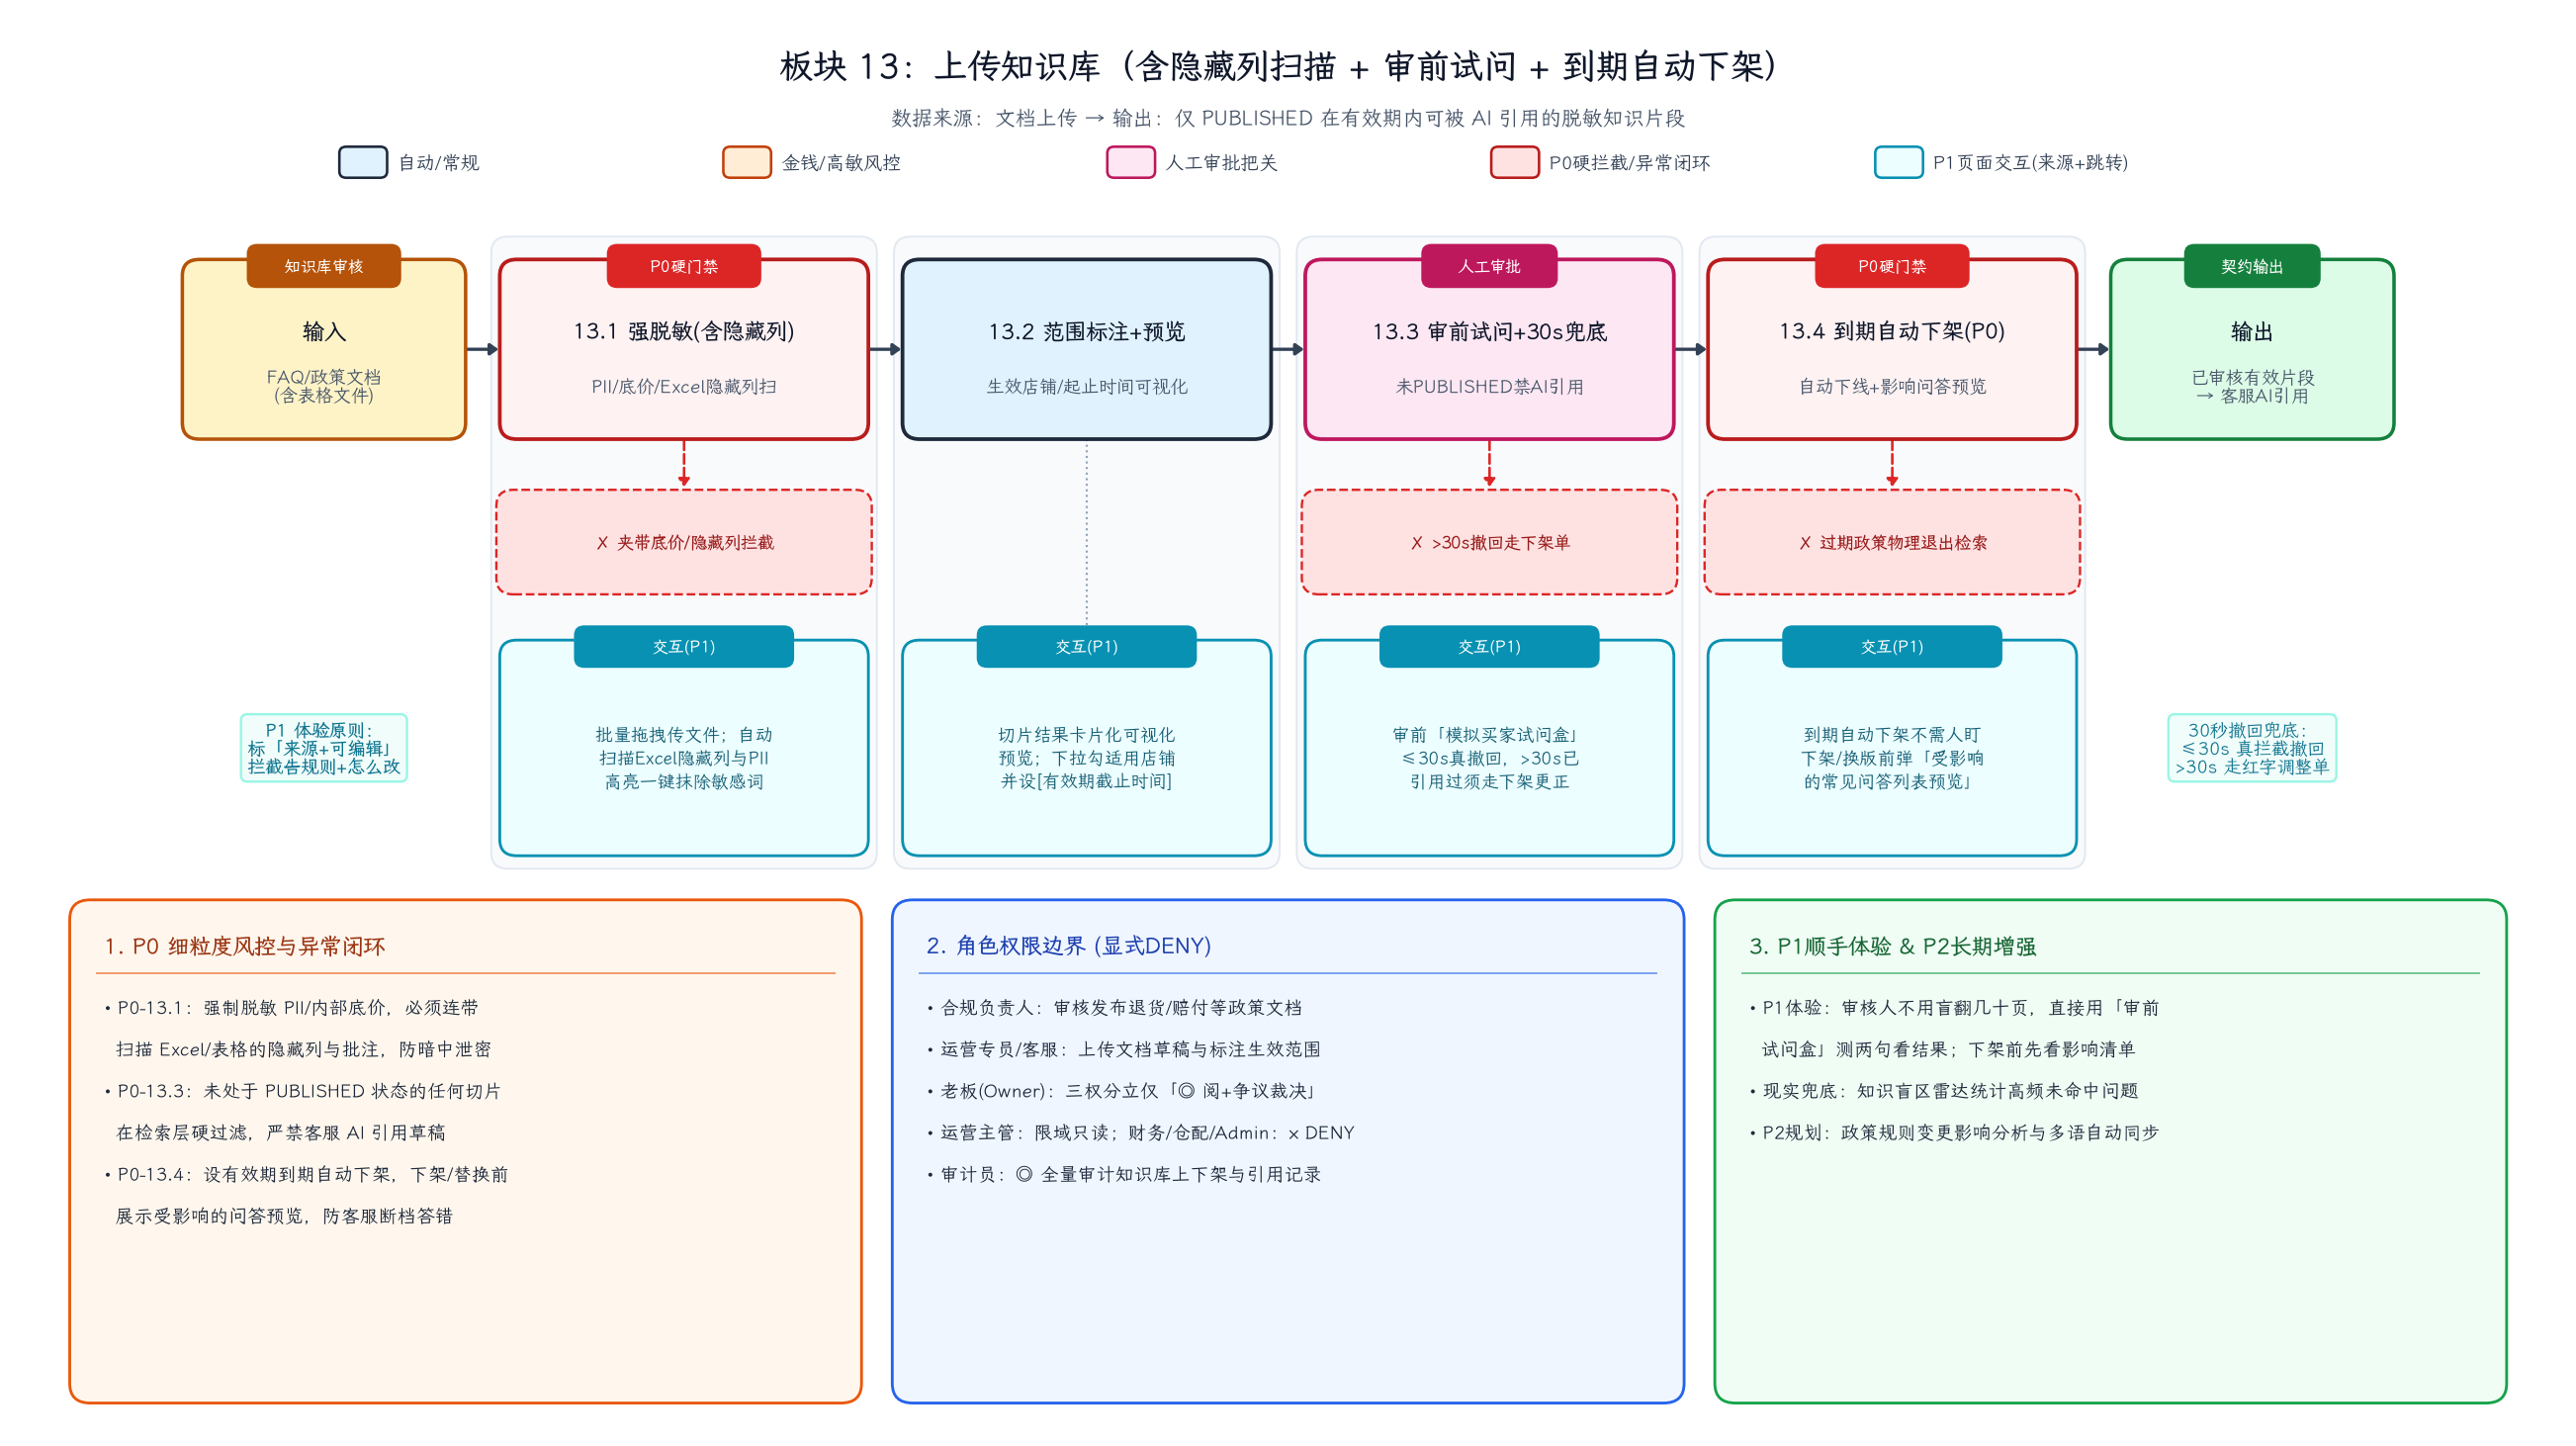 板块 13：上传知识库（含隐藏列扫描 + 审前试问 + 到期自动下架）
数据来源：文档上传 → 输出：仅 PUBLISHED 在有效期内可被 AI 引用的脱敏知识片段
自动/常规
金钱/高敏风控
人工审批把关
P0硬拦截/异常闭环
P1页面交互(来源+跳转)
知识库审核
输入
FAQ/政策文档
(含表格文件)
P0硬门禁
13.1 强脱敏(含隐藏列)
PII/底价/Excel隐藏列扫
13.2 范围标注+预览
生效店铺/起止时间可视化
人工审批
13.3 审前试问+30s兜底
未PUBLISHED禁AI引用
P0硬门禁
13.4 到期自动下架(P0)
自动下线+影响问答预览
契约输出
输出
已审核有效片段
→ 客服AI引用
X 夹带底价/隐藏列拦截
X >30s撤回走下架单
X 过期政策物理退出检索
P1 体验原则：
标「来源+可编辑」
拦截告规则+怎么改
交互(P1)
批量拖拽传文件；自动
扫描Excel隐藏列与PII
高亮一键抹除敏感词
交互(P1)
切片结果卡片化可视化
预览；下拉勾适用店铺
并设[有效期截止时间]
交互(P1)
审前「模拟买家试问盒」
≤30s真撤回，>30s已
引用过须走下架更正
交互(P1)
到期自动下架不需人盯
下架/换版前弹「受影响
的常见问答列表预览」
30秒撤回兜底：
≤30s 真拦截撤回
>30s 走红字调整单
1. P0 细粒度风控与异常闭环
• P0-13.1：强制脱敏 PII/内部底价，必须连带
扫描 Excel/表格的隐藏列与批注，防暗中泄密
• P0-13.3：未处于 PUBLISHED 状态的任何切片
在检索层硬过滤，严禁客服 AI 引用草稿
• P0-13.4：设有效期到期自动下架，下架/替换前
展示受影响的问答预览，防客服断档答错
2. 角色权限边界 (显式DENY)
• 合规负责人：审核发布退货/赔付等政策文档
• 运营专员/客服：上传文档草稿与标注生效范围
• 老板(Owner)：三权分立仅「◎ 阅+争议裁决」
• 运营主管：限域只读；财务/仓配/Admin：× DENY
• 审计员：◎ 全量审计知识库上下架与引用记录
3. P1顺手体验 & P2长期增强
• P1体验：审核人不用盲翻几十页，直接用「审前
试问盒」测两句看结果；下架前先看影响清单
• 现实兜底：知识盲区雷达统计高频未命中问题
• P2规划：政策规则变更影响分析与多语自动同步